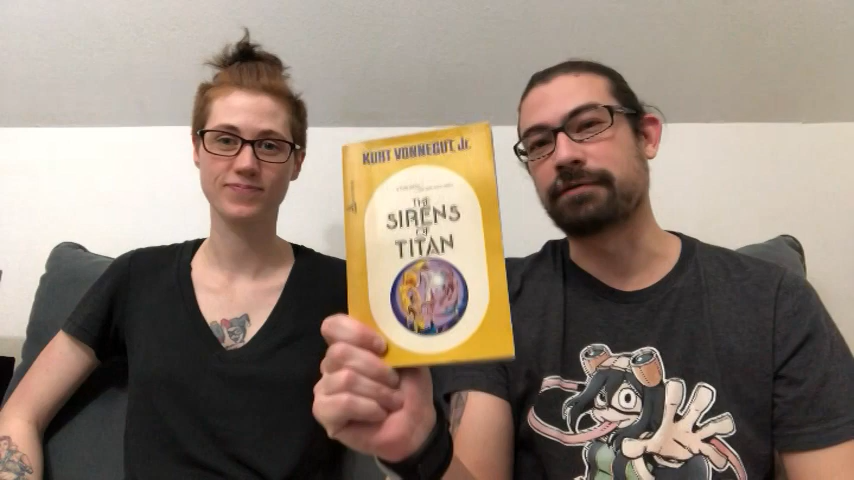 KURT VONNEGUT, Jr.
THE
SIRENS
OF
TITAN